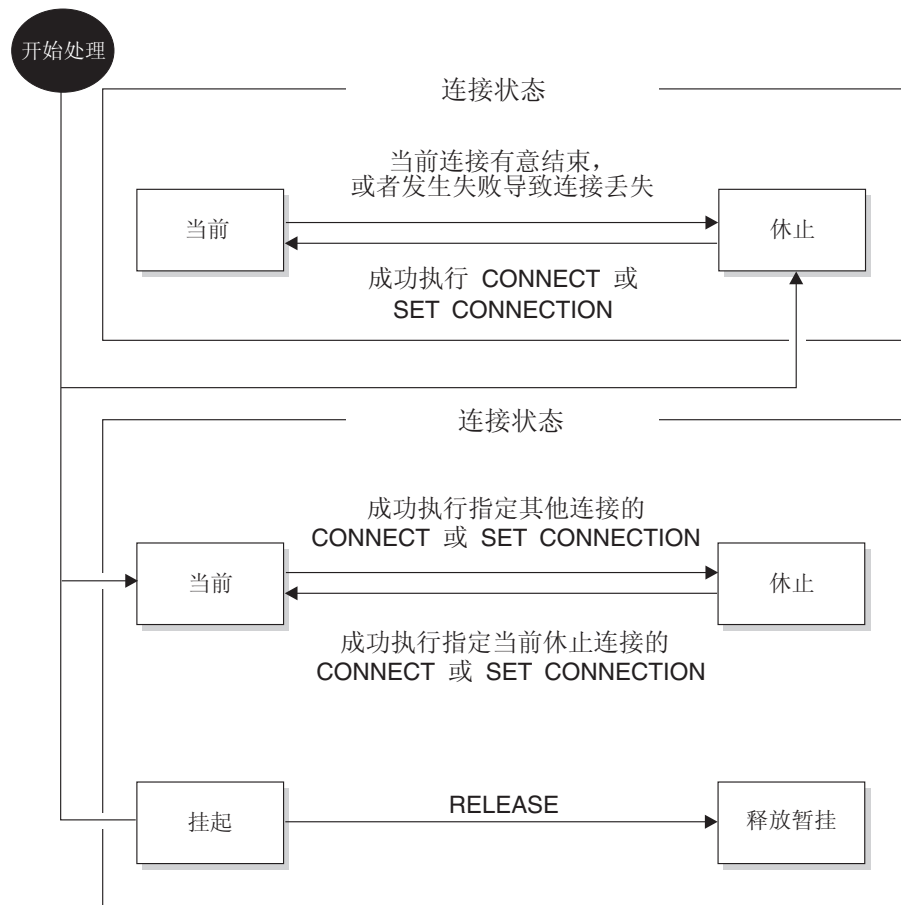 开始处理
连接状态
当前连接有意结束，
或者发生失败导致连接丢失
当前
休止
成功执行 CONNECT 或
SET CONNECTION
连接状态
成功执行指定其他连接的
CONNECT 或 SET CONNECTION
当前
休止
成功执行指定当前休止连接的
CONNECT 或 SET CONNECTION
挂起
RELEASE
释放暂挂